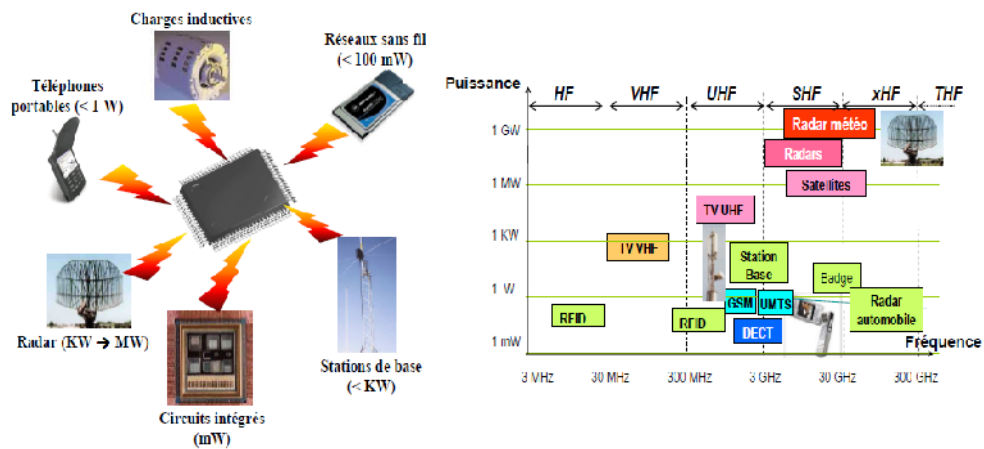 Charges inductives
Réseaux sans fil
(< 100 mW)
Téléphones
portables (< 1 W)
Radar (KW → MW)
Circuits intégrés
(mW)
Stations de base
(< KW)
Puissance
HF
VHF
UHF
SHF
xHF
THF
1 GW
Radar météo
Radars
1 MW
Satellites
TV UHF
1 KW
TV VHF
Station
Base
Badge
1 W
GSM
UMTS
Radar
automobile
RFID
RFID
DECT
1 mW
Fréquence
3 MHz
30 MHz
300 MHz
3 GHz
30 GHz
300 GHz